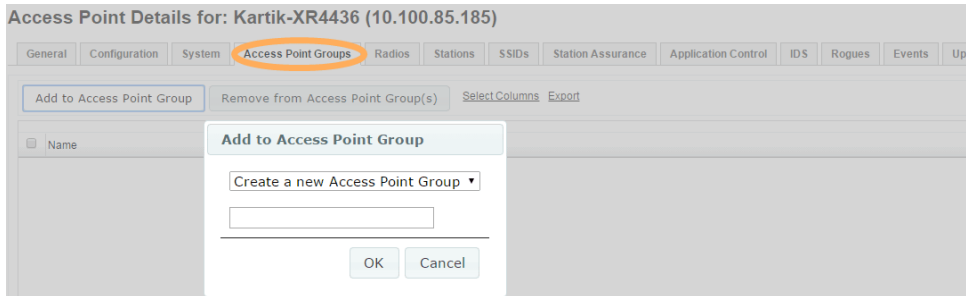 Access Point Details for: Kartik-XR4436 (10.100.85.185)
General Configuration System Access Point Groups Radios Stations SSIDs Station Assurance Application Control IDS Rogues Events Up
Add to Access Point Group Remove from Access Point Group(s) Select Columns Export
Name
Add to Access Point Group
Create a new Access Point Group
OK Cancel